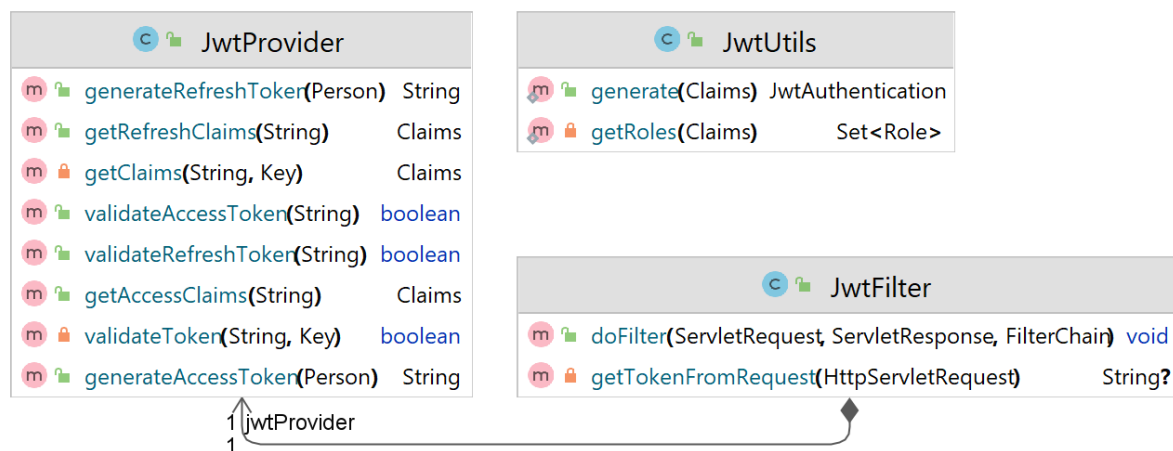 JwtProvider
generateRefreshToken(Person) String
getRefreshClaims(String) Claims
getClaims(String, Key) Claims
validateAccessToken(String) boolean
validateRefreshToken(String) boolean
getAccessClaims(String) Claims
validateToken(String, Key) boolean
generateAccessToken(Person) String
JwtUtils
generate(Claims) JwtAuthentication
getRoles(Claims) Set<Role>
JwtFilter
doFilter(ServletRequest, ServletResponse, FilterChain) void
getTokenFromRequest(HttpServletRequest) String?
1 jwtProvider
1